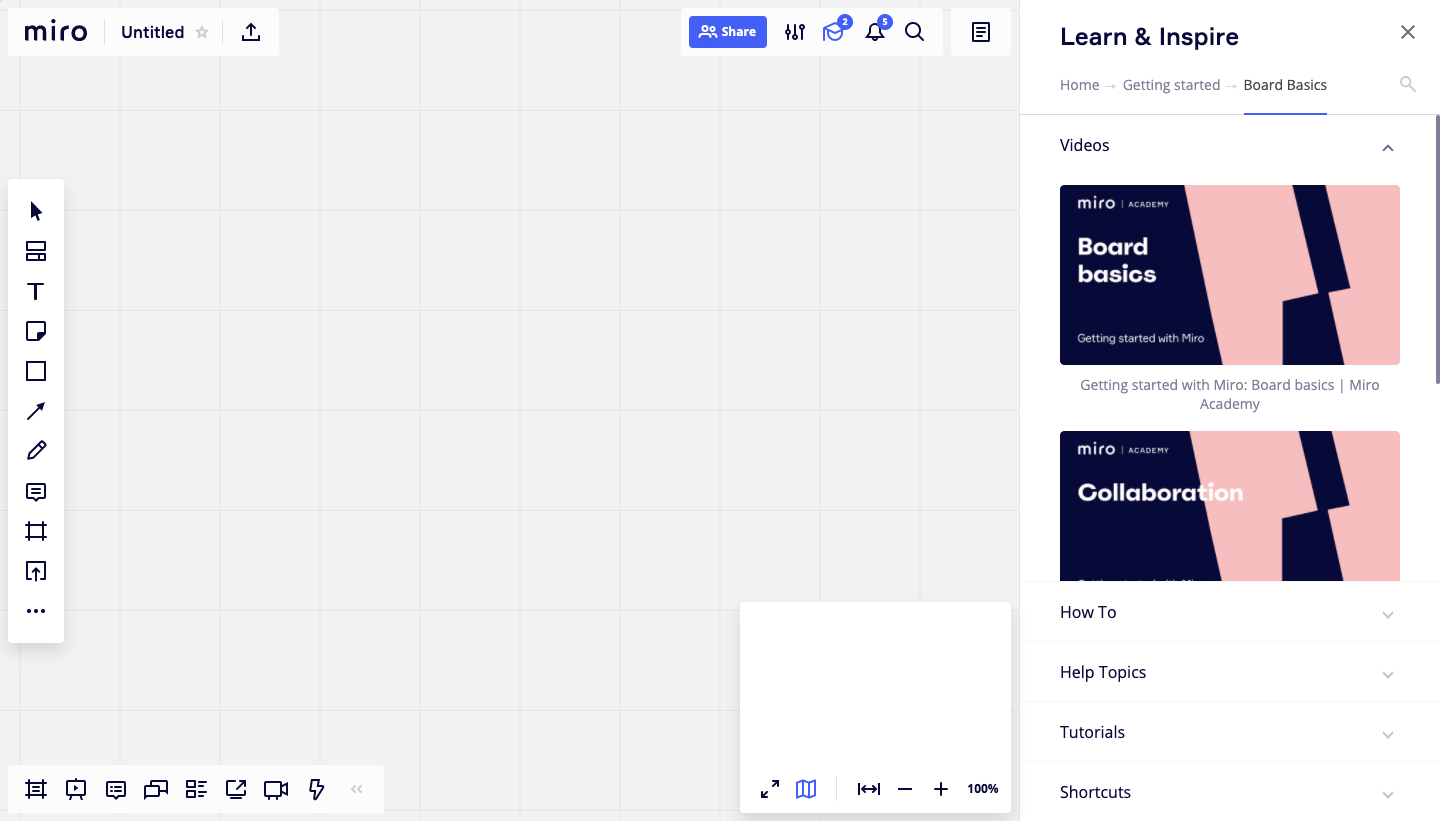 miro
Untitled
Share
2
5
Learn & Inspire
Home → Getting started → Board Basics
Videos
miro | ACADEMY
Board
basics
Getting started with Miro
Getting started with Miro: Board basics | Miro
Academy
miro | ACADEMY
Collaboration
How To
Help Topics
Tutorials
Shortcuts
100%